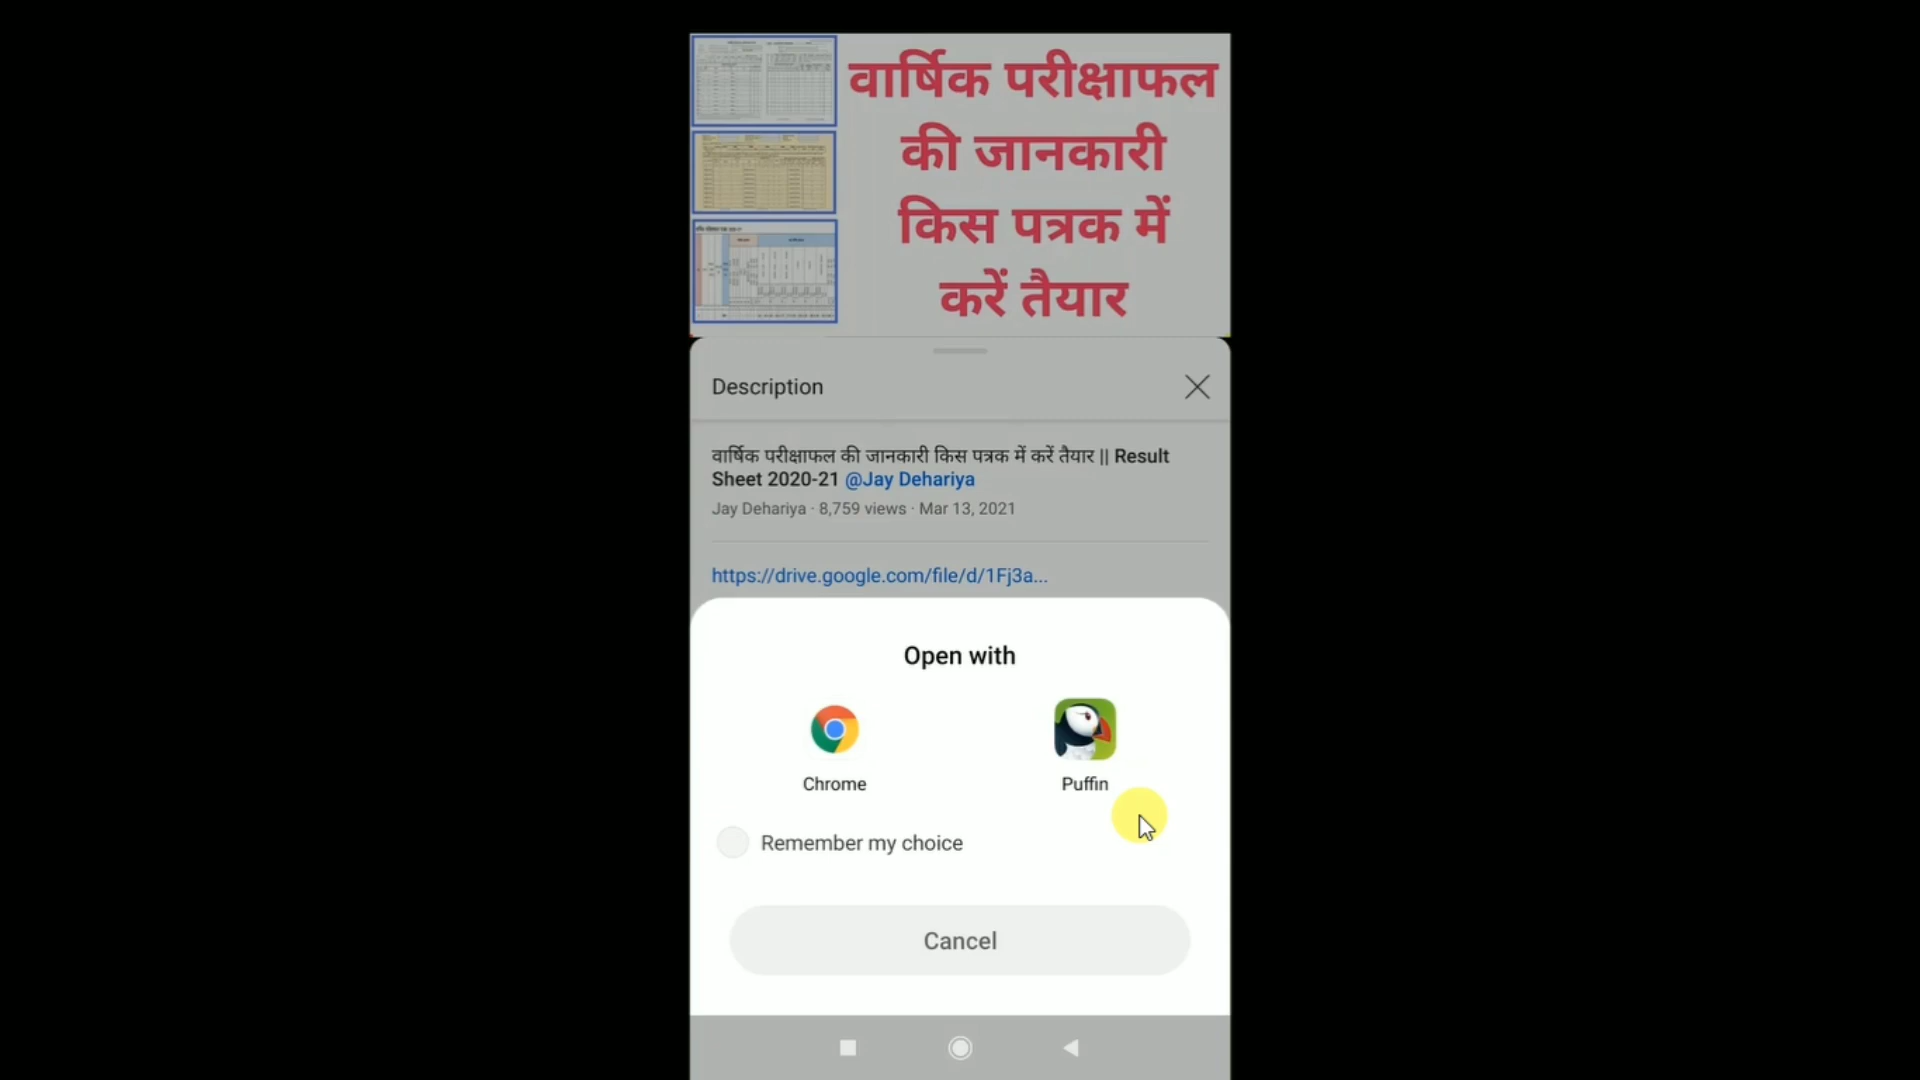 वार्षिक परीक्षाफल
की जानकारी
किस पत्रक में
करें तैयार
Description
वार्षिक परीक्षाफल की जानकारी किस पत्रक में करें तैयार || Result
Sheet 2020-21 @Jay Dehariya
Jay Dehariya · 8,759 views · Mar 13, 2021
https://drive.google.com/file/d/1Fj3a...
Open with
Chrome
Puffin
Remember my choice
Cancel